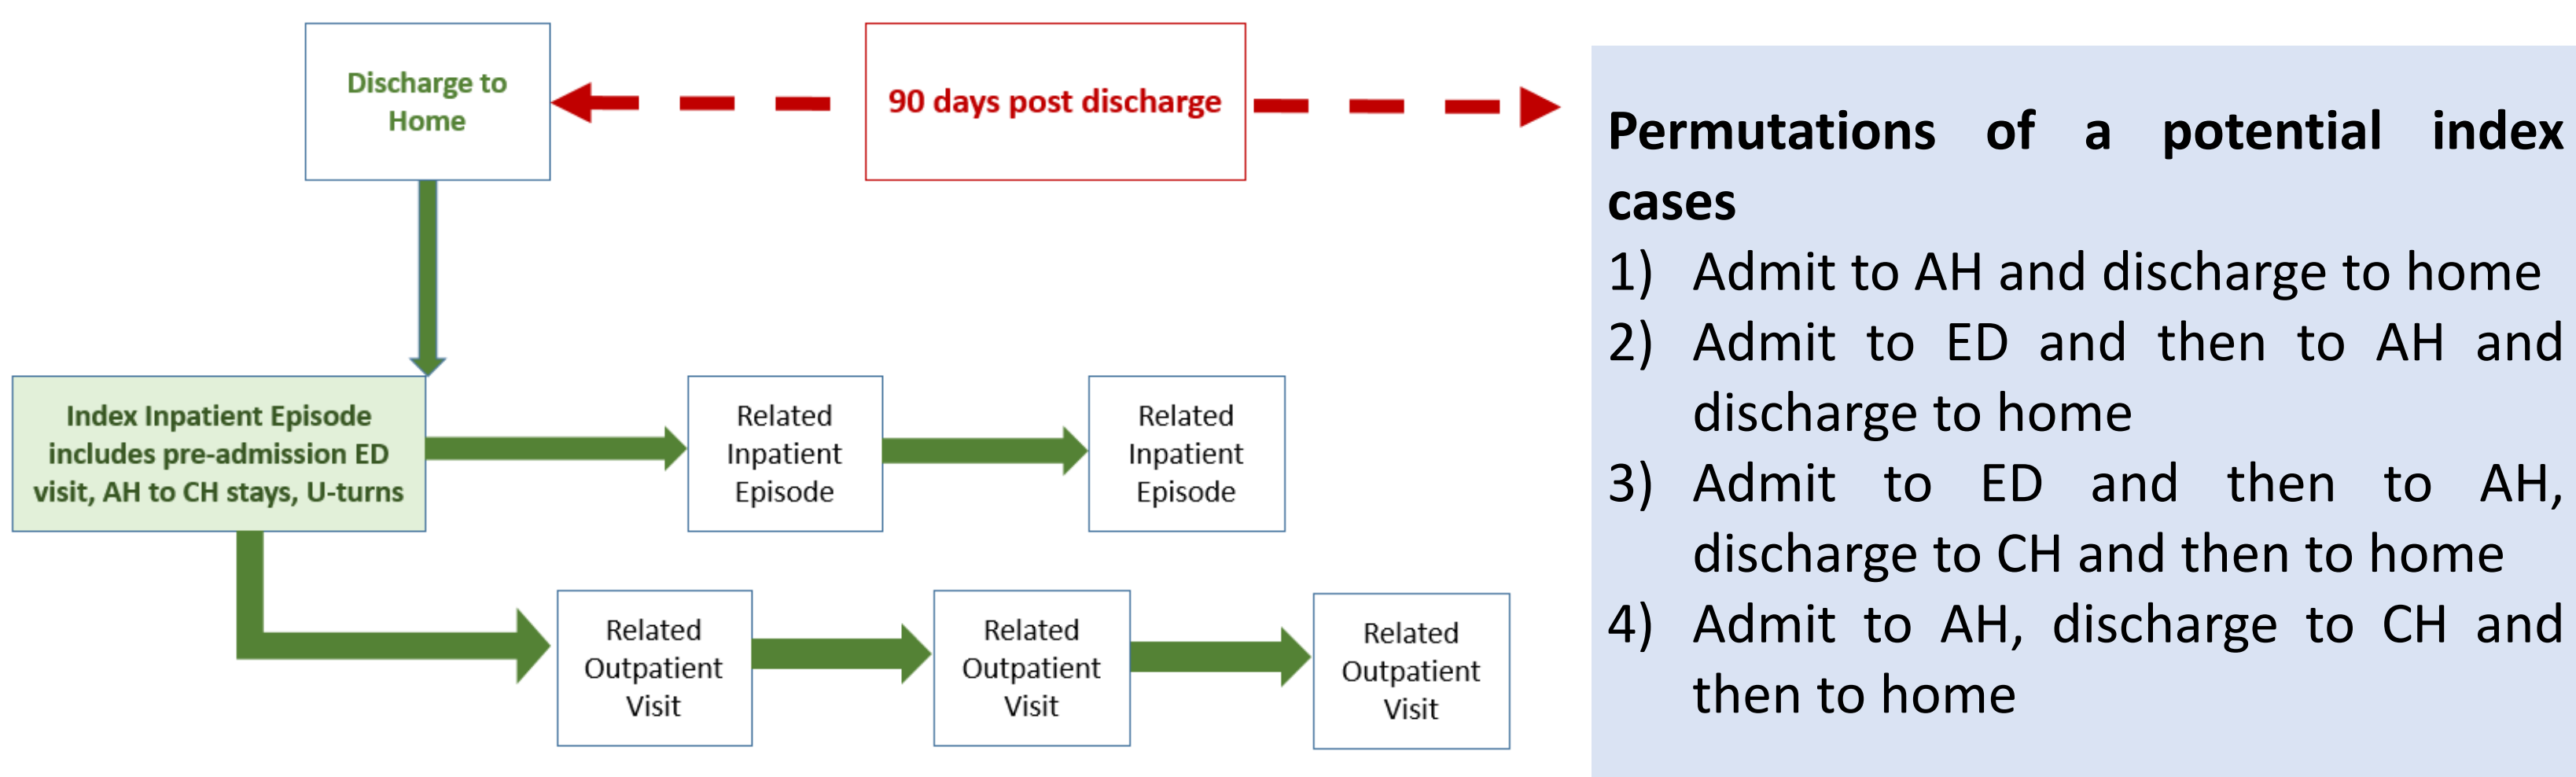 Discharge to
Home
90 days post discharge
Index Inpatient Episode
includes pre-admission ED
visit, AH to CH stays, U-turns
Related
Inpatient
Episode
Related
Inpatient
Episode
Related
Outpatient
Visit
Related
Outpatient
Visit
Related
Outpatient
Visit
Permutations of a potential index
cases
1) Admit to AH and discharge to home
2) Admit to ED and then to AH and
discharge to home
3) Admit to ED and then to AH,
discharge to CH and then to home
4) Admit to AH, discharge to CH and
then to home